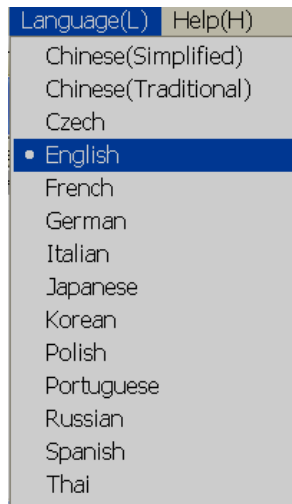 Language(L) Help(H)
Chinese(Simplified)
Chinese(Traditional)
Czech
English
French
German
Italian
Japanese
Korean
Polish
Portuguese
Russian
Spanish
Thai